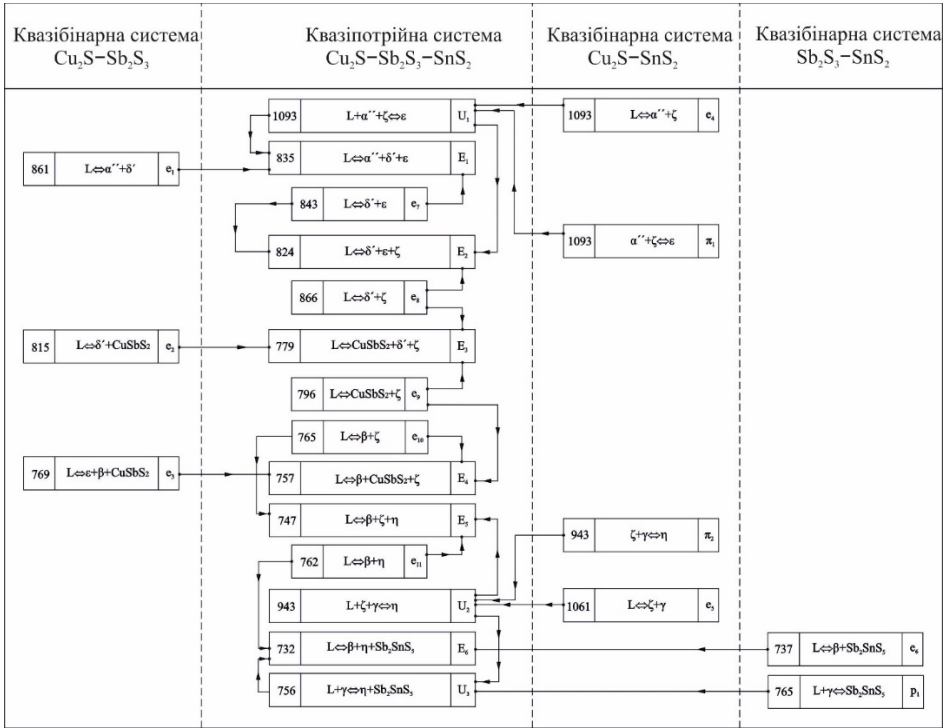 Квазібінарна система
Cu₂S−Sb₂S₃
Квазіпотрійна система
Cu₂S−Sb₂S₃−SnS₂
Квазібінарна система
Cu₂S−SnS₂
Квазібінарна система
Sb₂S₃−SnS₂
1093 L+α´´+ζ⇔ε U₁
1093 L⇔α´´+ζ e₄
835 L⇔α´´+δ´+ε E₁
861 L⇔α´´+δ´ e₁
843 L⇔δ´+ε e₇
1093 α´´+ζ⇔ε π₁
824 L⇔δ´+ε+ζ E₂
866 L⇔δ´+ζ e₈
815 L⇔δ´+CuSbS₂ e₂
779 L⇔CuSbS₂+δ´+ζ E₃
796 L⇔CuSbS₂+ζ e₉
765 L⇔β+ζ e₁₀
769 L⇔ε+β+CuSbS₂ e₃
757 L⇔β+CuSbS₂+ζ E₄
747 L⇔β+ζ+η E₅
943 ζ+γ⇔η π₂
762 L⇔β+η e₁₁
943 L+ζ+γ⇔η U₂
1061 L⇔ζ+γ e₅
732 L⇔β+η+Sb₂SnS₅ E₆
737 L⇔β+Sb₂SnS₅ e₆
756 L+γ⇔η+Sb₂SnS₅ U₃
765 L+γ⇔Sb₂SnS₅ p₁